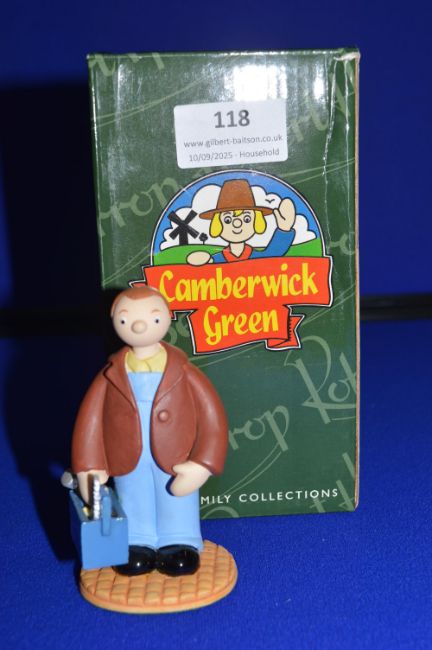 118
www.gilbert-baitson.co.uk
10/09/2025 - Household
Camberwick
Green
MILY COLLECTIONS